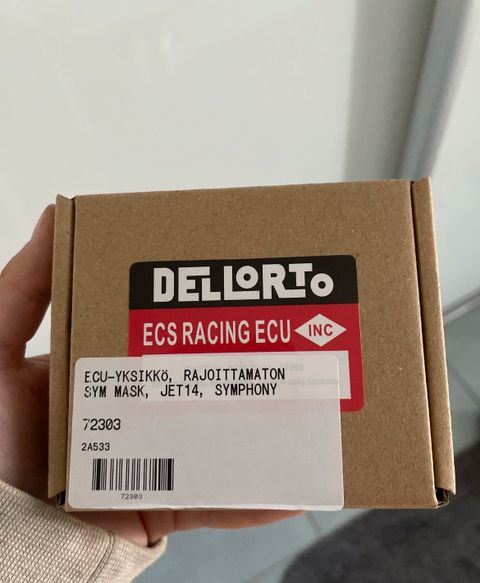 DELLORTO
ECS RACING ECU INC
ECU-YKSIKKÖ, RAJOITTAMATON
SYM MASK, JET14, SYMPHONY
72303
2A533
72303